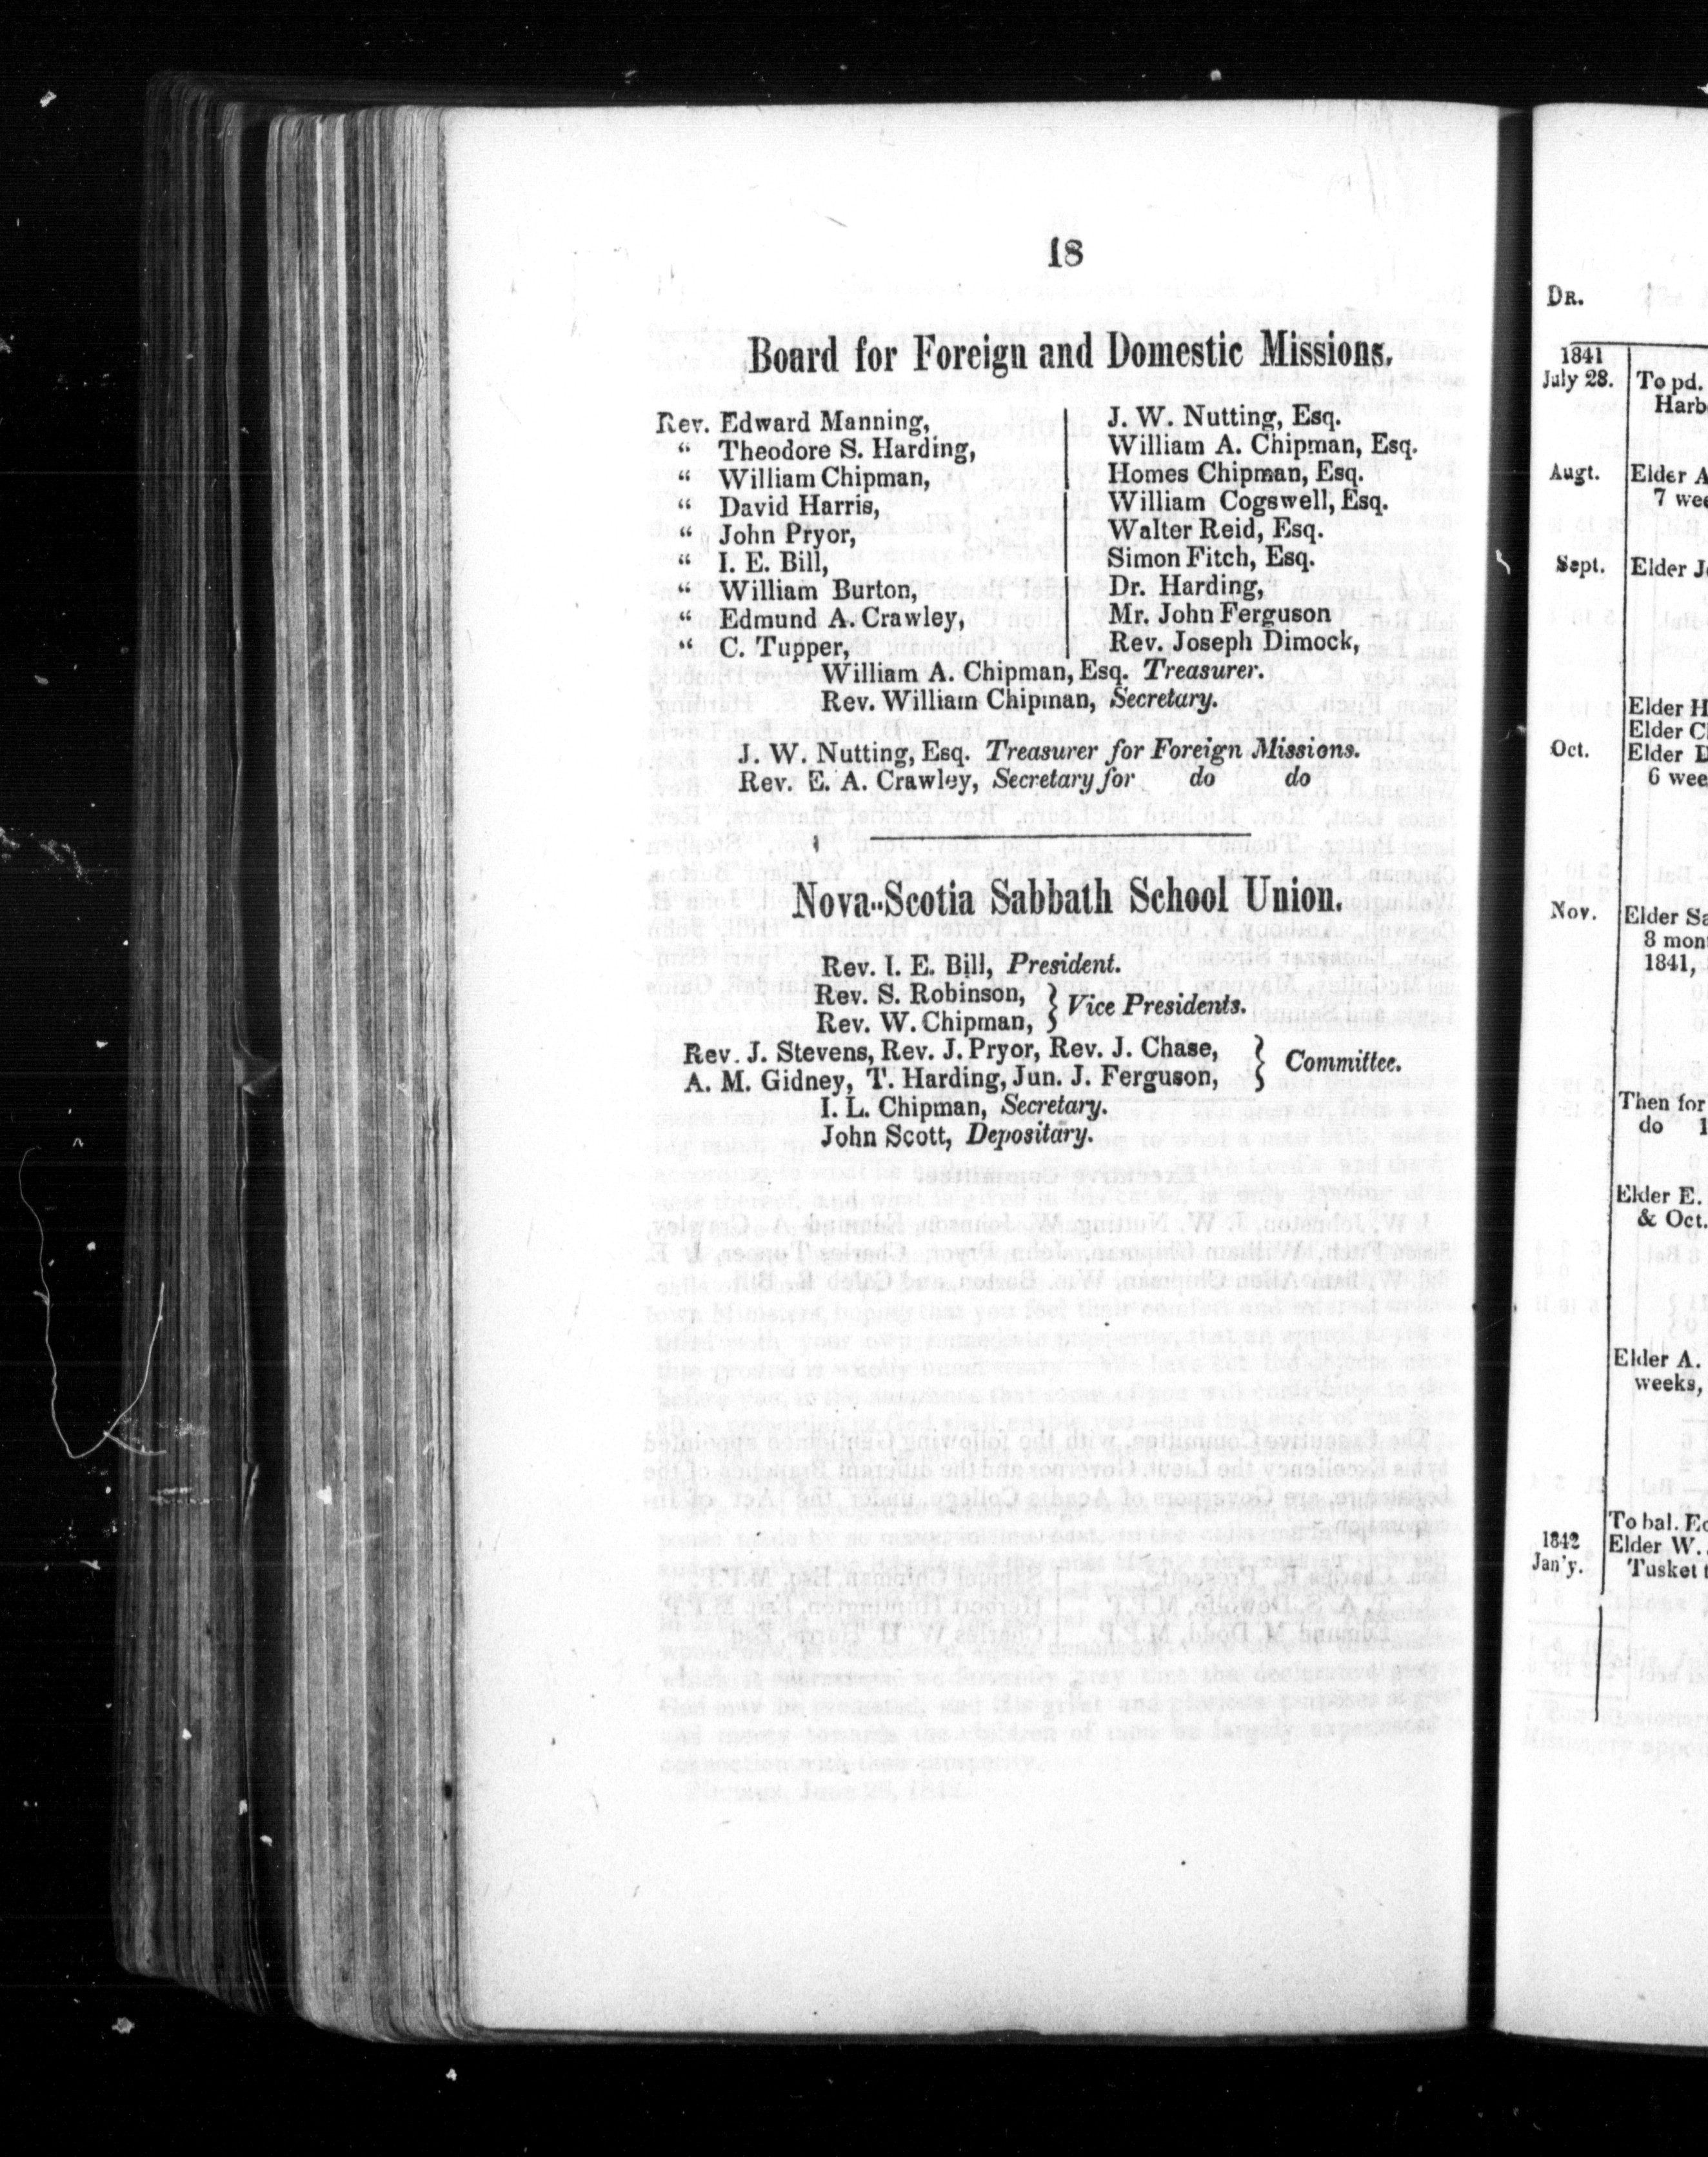 18
Board for Foreign and Domestic Missions.
Rev. Edward Manning,
“ Theodore S. Harding,
“ William Chipman,
“ David Harris,
“ John Pryor,
“ I. E. Bill,
“ William Burton,
“ Edmund A. Crawley,
“ C. Tupper,
J. W. Nutting, Esq.
William A. Chipman, Esq.
Homes Chipman, Esq.
William Cogswell, Esq.
Walter Reid, Esq.
Simon Fitch, Esq.
Dr. Harding,
Mr. John Ferguson
Rev. Joseph Dimock,
William A. Chipman, Esq. Treasurer.
Rev. William Chipman, Secretary.
J. W. Nutting, Esq. Treasurer for Foreign Missions.
Rev. E. A. Crawley, Secretary for do do
Nova-Scotia Sabbath School Union.
Rev. I. E. Bill, President.
Rev. S. Robinson,
Rev. W. Chipman, } Vice Presidents.
Rev. J. Stevens, Rev. J. Pryor, Rev. J. Chase,
A. M. Gidney, T. Harding, Jun. J. Ferguson, } Committee.
I. L. Chipman, Secretary.
John Scott, Depositary.
DR.
1841
July 28. To pd.
Harb
Augt. Elder A
7 wee
Sept. Elder J
Elder H
Elder C
Oct. Elder
6 wee
Nov. Elder Sa
8 mon
1841,
Then for
do 1
Elder E.
& Oct.
Elder A.
weeks,
To bal.
1842 Elder W.
Jan'y. Tusket